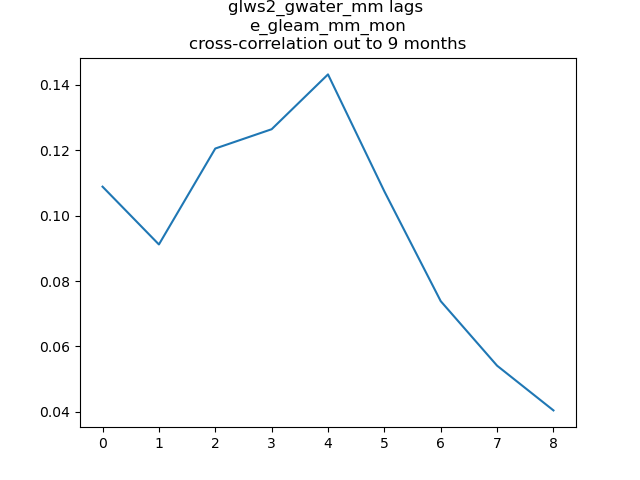 glws2_gwater_mm lags
e_gleam_mm_mon
cross-correlation out to 9 months
0.14
0.12
0.10
0.08
0.06
0.04
0 1 2 3 4 5 6 7 8